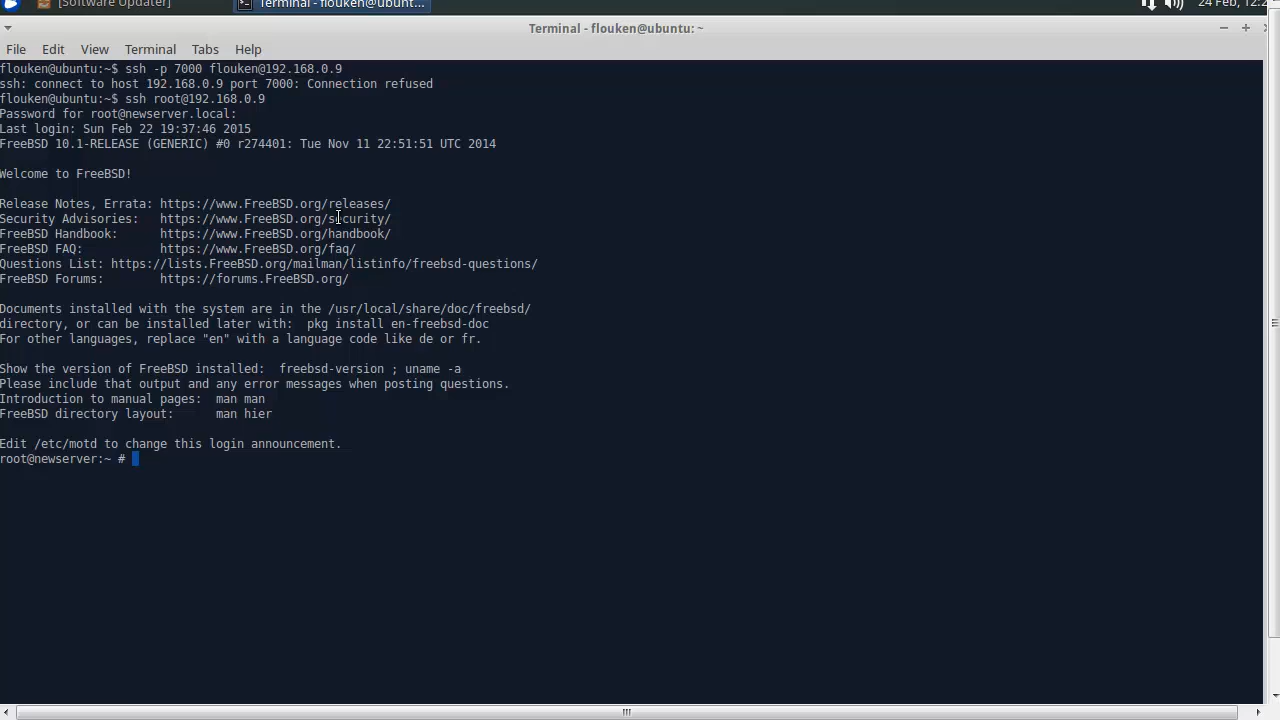 [Software Updater]
Terminal - flouken@ubunt...
24 Feb, 12:2
Terminal - flouken@ubuntu: ~
File Edit View Terminal Tabs Help
flouken@ubuntu:~$ ssh -p 7000 flouken@192.168.0.9
ssh: connect to host 192.168.0.9 port 7000: Connection refused
flouken@ubuntu:~$ ssh root@192.168.0.9
Password for root@newserver.local:
Last login: Sun Feb 22 19:37:46 2015
FreeBSD 10.1-RELEASE (GENERIC) #0 r274401: Tue Nov 11 22:51:51 UTC 2014
Welcome to FreeBSD!
Release Notes, Errata: https://www.FreeBSD.org/releases/
Security Advisories:   https://www.FreeBSD.org/security/
FreeBSD Handbook:      https://www.FreeBSD.org/handbook/
FreeBSD FAQ:           https://www.FreeBSD.org/faq/
Questions List: https://lists.FreeBSD.org/mailman/listinfo/freebsd-questions/
FreeBSD Forums:        https://forums.FreeBSD.org/
Documents installed with the system are in the /usr/local/share/doc/freebsd/
directory, or can be installed later with:  pkg install en-freebsd-doc
For other languages, replace "en" with a language code like de or fr.
Show the version of FreeBSD installed:  freebsd-version ; uname -a
Please include that output and any error messages when posting questions.
Introduction to manual pages:  man man
FreeBSD directory layout:      man hier
Edit /etc/motd to change this login announcement.
root@newserver:~ #